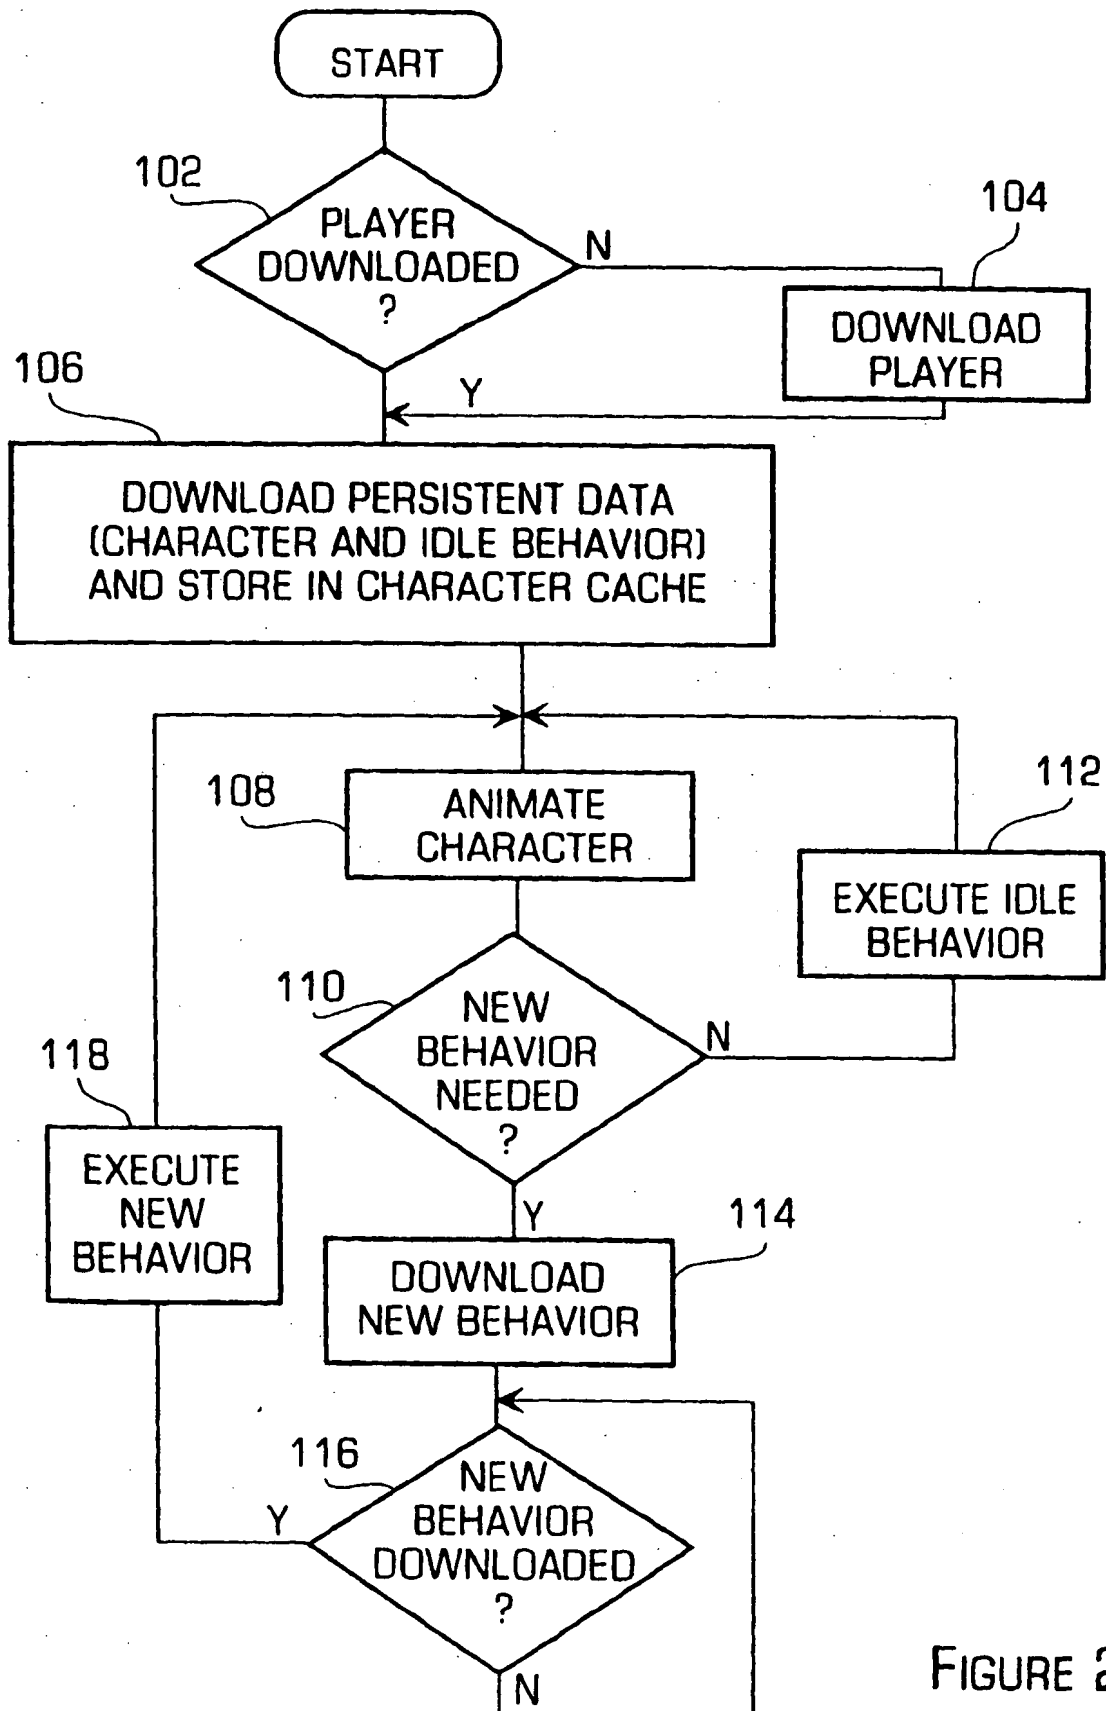 START
102
PLAYER
DOWNLOADED
?
N
104
DOWNLOAD
PLAYER
Y
106
DOWNLOAD PERSISTENT DATA
(CHARACTER AND IDLE BEHAVIOR)
AND STORE IN CHARACTER CACHE
108
ANIMATE
CHARACTER
112
EXECUTE IDLE
BEHAVIOR
110
NEW
BEHAVIOR
NEEDED
?
N
118
EXECUTE
NEW
BEHAVIOR
Y
114
DOWNLOAD
NEW BEHAVIOR
116
NEW
BEHAVIOR
DOWNLOADED
?
Y
N
FIGURE 2